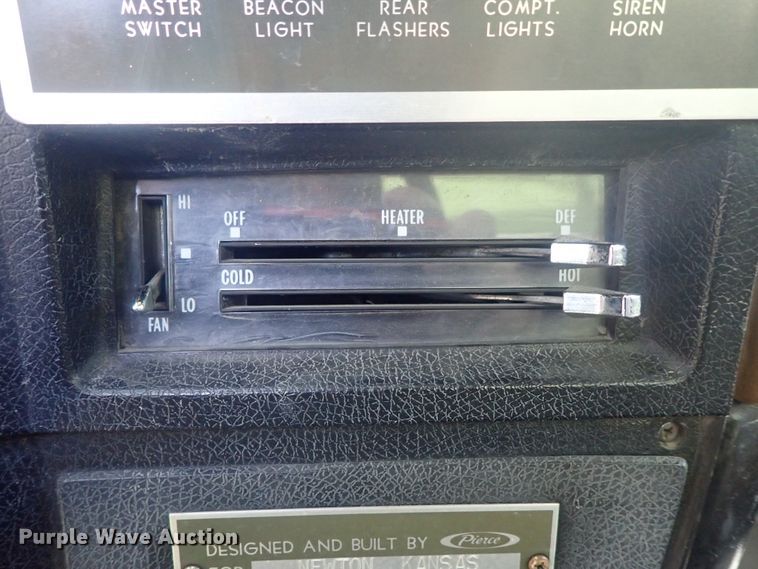 MASTER BEACON REAR COMPT. SIREN
SWITCH LIGHT FLASHERS LIGHTS HORN
HI
OFF HEATER DEF
COLD HOT
LO
FAN
DESIGNED AND BUILT BY Pierce
FOR NEWTON KANSAS
Purple Wave Auction